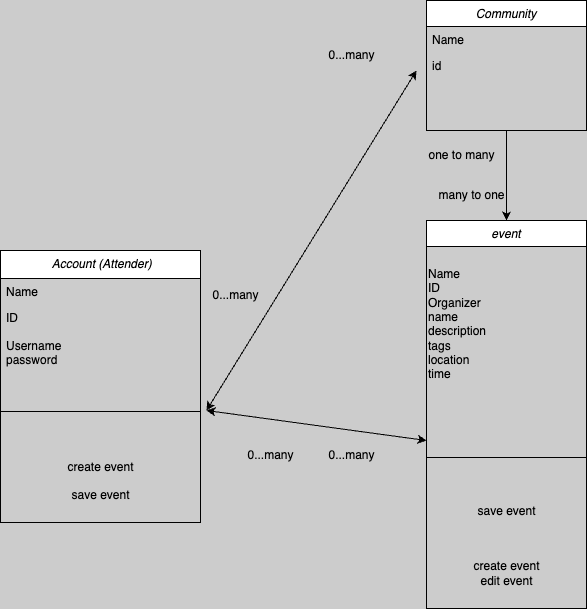 Community
Name
id
0...many
one to many
many to one
event
Name
ID
Organizer
name
description
tags
location
time
save event
create event
edit event
Account (Attender)
Name
ID
Username
password
create event
save event
0...many
0...many
0...many